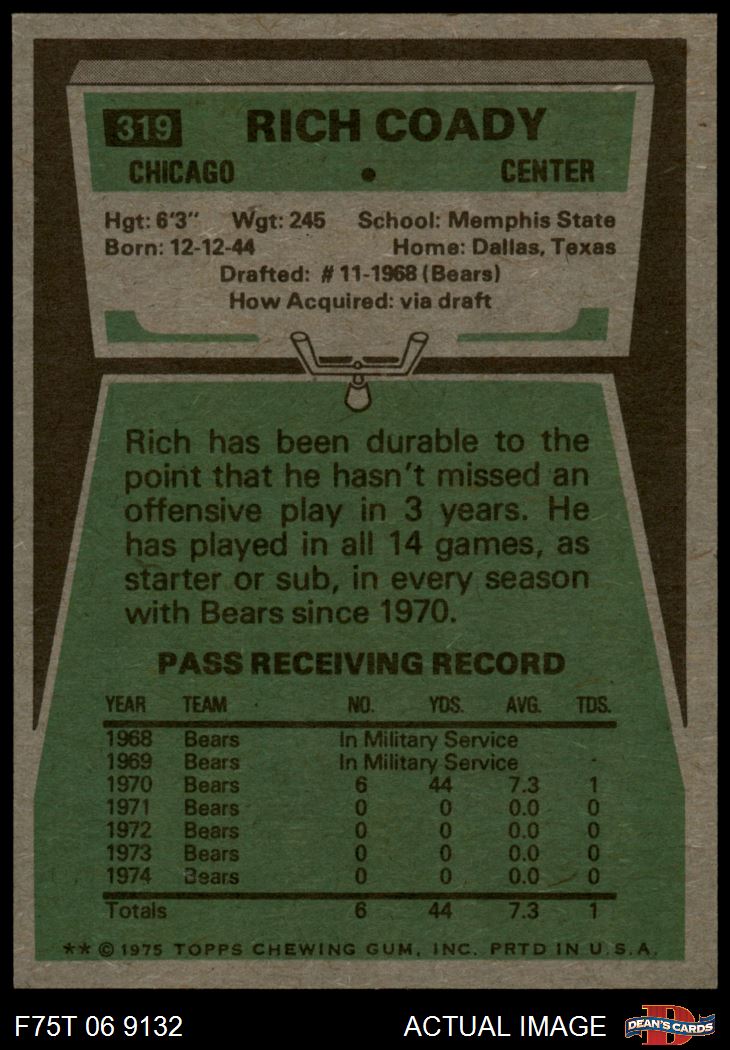 319 RICH COADY
CHICAGO • CENTER
Hgt: 6'3" Wgt: 245 School: Memphis State
Born: 12-12-44 Home: Dallas, Texas
Drafted: # 11-1968 (Bears)
How Acquired: via draft
Rich has been durable to the
point that he hasn't missed an
offensive play in 3 years. He
has played in all 14 games, as
starter or sub, in every season
with Bears since 1970.
PASS RECEIVING RECORD
YEAR TEAM NO. YDS. AVG. TDS.
1968 Bears In Military Service
1969 Bears In Military Service
1970 Bears 6 44 7.3 1
1971 Bears 0 0 0.0 0
1972 Bears 0 0 0.0 0
1973 Bears 0 0 0.0 0
1974 Bears 0 0 0.0 0
Totals 6 44 7.3 1
** © 1975 TOPPS CHEWING GUM, INC. PRTD IN U.S.A.
F75T 06 9132 ACTUAL IMAGE D DEAN'S CARDS